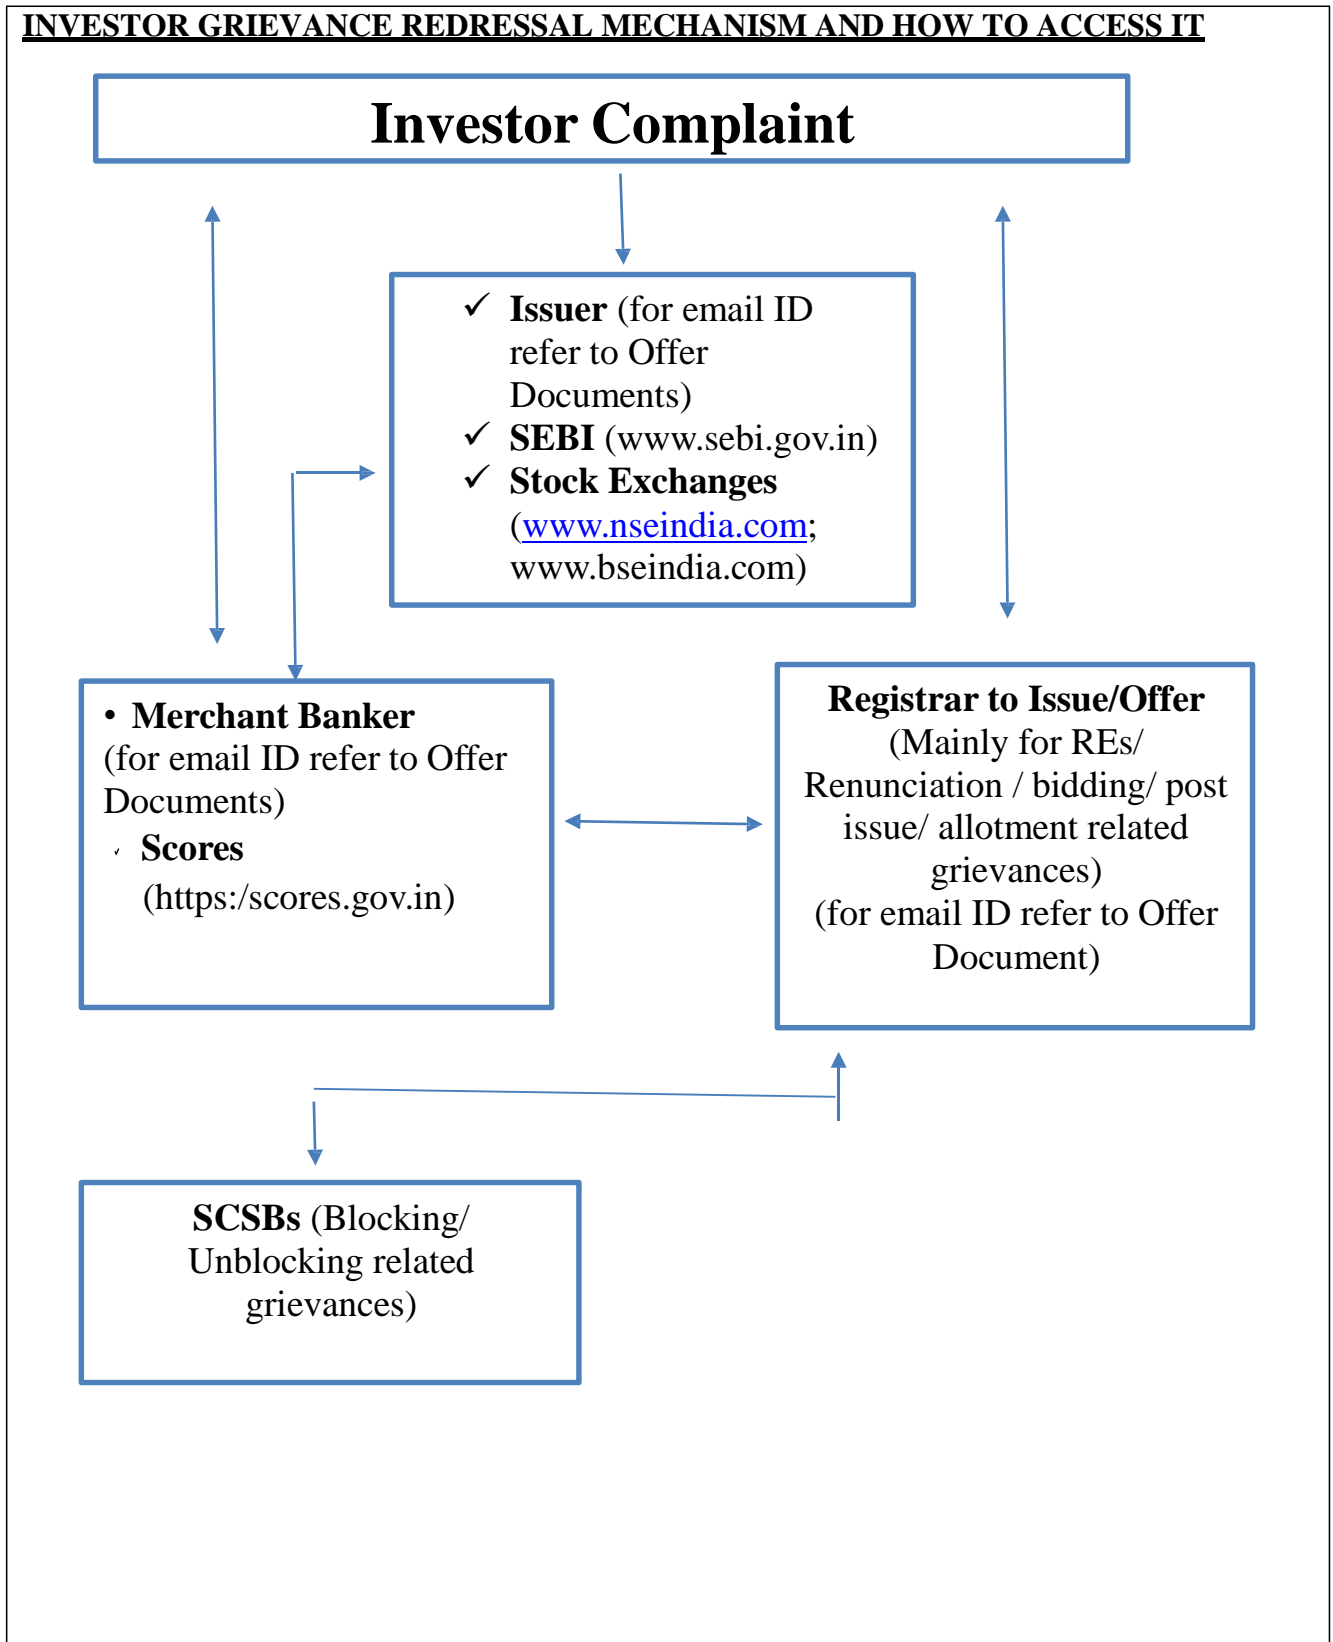 INVESTOR GRIEVANCE REDRESSAL MECHANISM AND HOW TO ACCESS IT
Investor Complaint
✓ Issuer (for email ID
refer to Offer
Documents)
✓ SEBI (www.sebi.gov.in)
✓ Stock Exchanges
(www.nseindia.com;
www.bseindia.com)
• Merchant Banker
(for email ID refer to Offer
Documents)
✓ Scores
(https:/scores.gov.in)
Registrar to Issue/Offer
(Mainly for REs/
Renunciation / bidding/ post
issue/ allotment related
grievances)
(for email ID refer to Offer
Document)
SCSBs (Blocking/
Unblocking related
grievances)